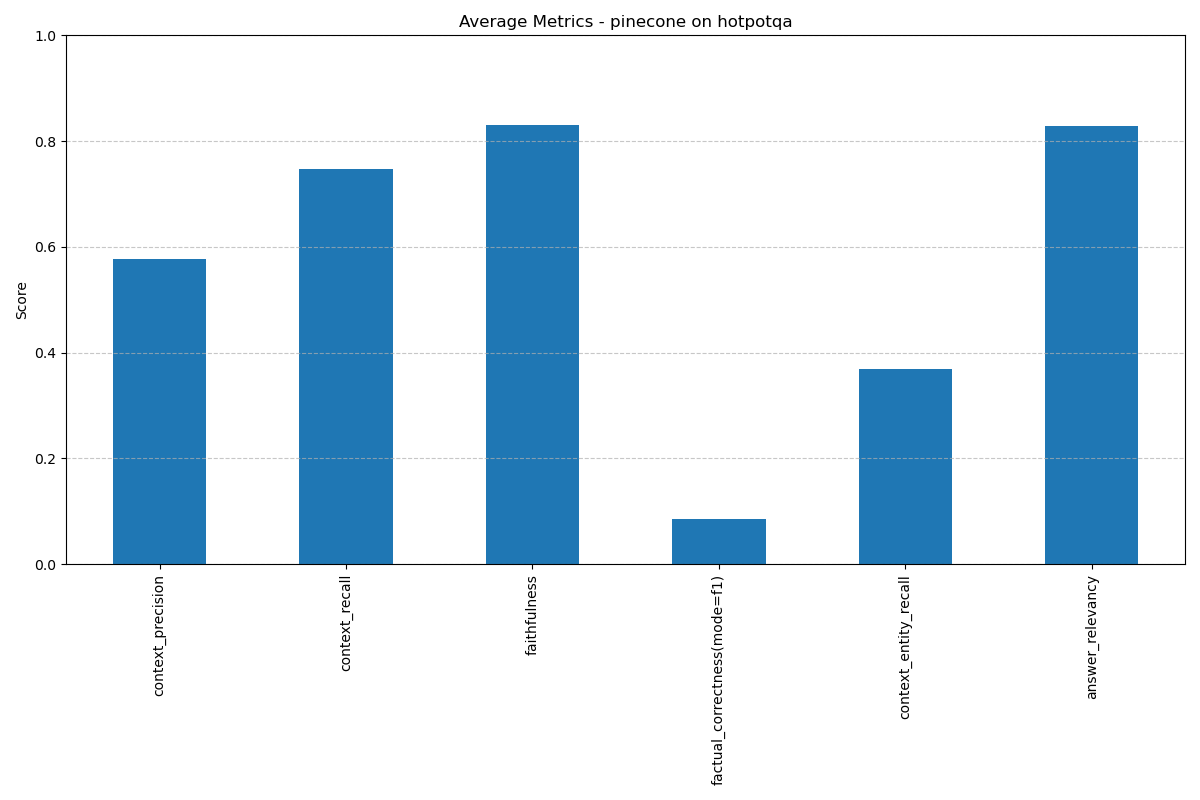 Average Metrics - pinecone on hotpotqa
1.0
0.8
0.6
0.4
0.2
0.0
Score
context_precision
context_recall
faithfulness
factual_correctness(mode=f1)
context_entity_recall
answer_relevancy